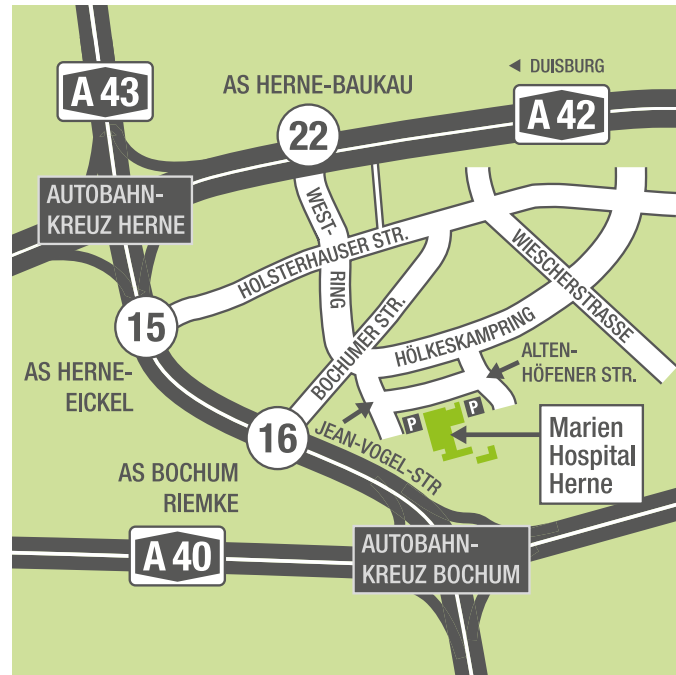 A 43
AS HERNE-BAUKAU
DUISBURG
A 42
22
AUTOBAHN-
KREUZ HERNE
WEST-
RING
HOLSTERHAUSER STR.
WIESCHERSTRASSE
15
BOCHUMER STR.
HÖLKESKAMPRING
AS HERNE-
EICKEL
ALTEN-
HÖFENER STR.
16
P
P
JEAN-VOGEL-STR
Marien
Hospital
Herne
AS BOCHUM
RIEMKE
A 40
AUTOBAHN-
KREUZ BOCHUM